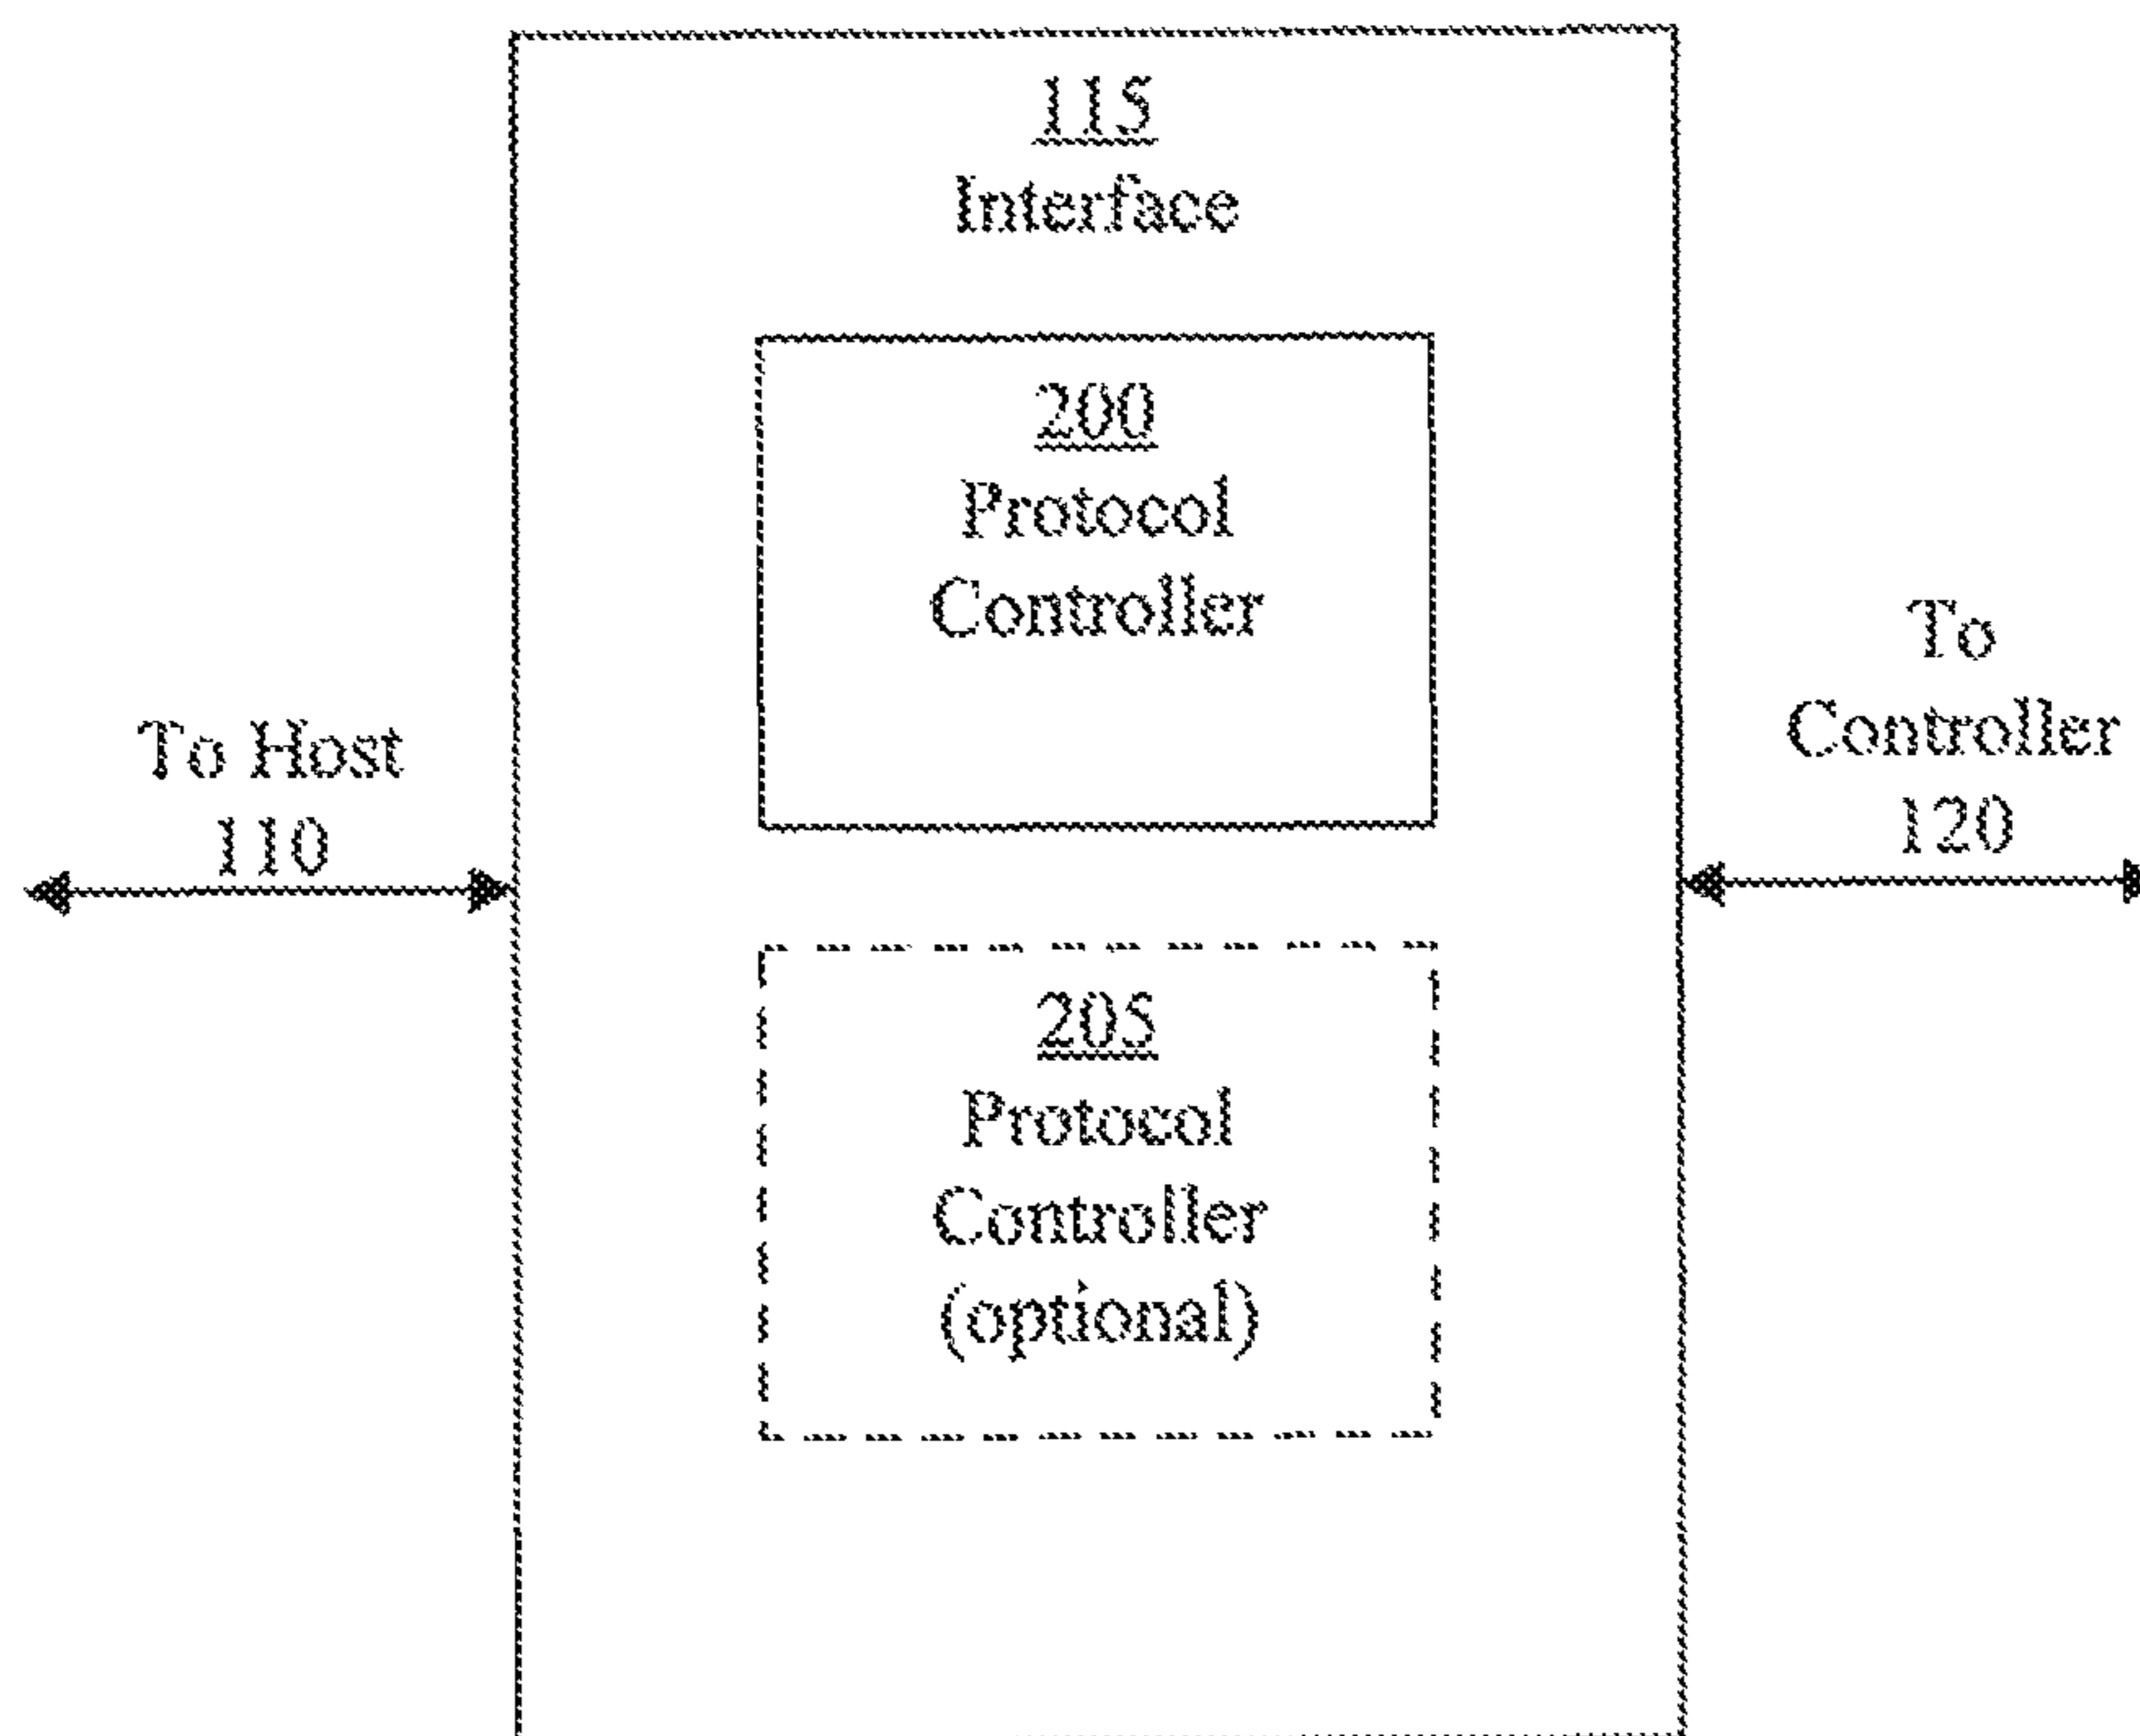 115
Interface
200
Protocol
Controller
To Host
110
To
Controller
120
205
Protocol
Controller
(optional)